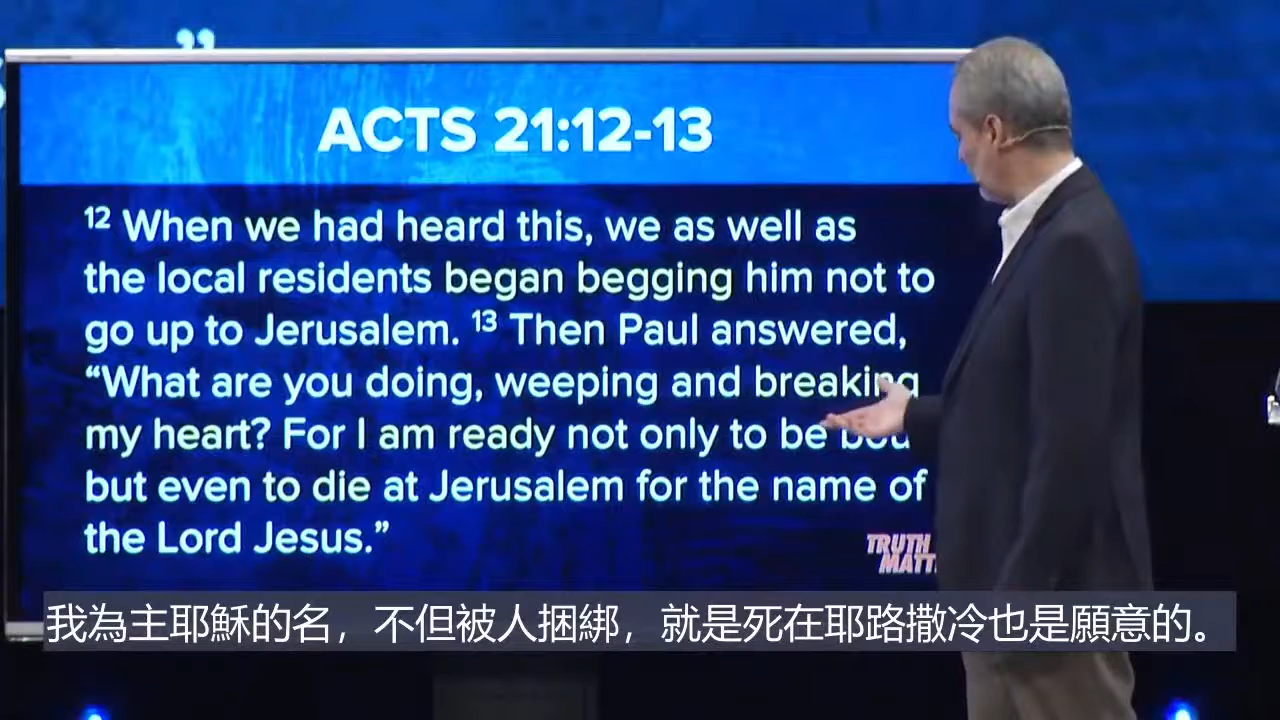 ”
ACTS 21:12-13
12 When we had heard this, we as well as
the local residents began begging him not to
go up to Jerusalem. 13 Then Paul answered,
“What are you doing, weeping and breaking
my heart? For I am ready not only to be
but even to die at Jerusalem for the name of
the Lord Jesus.”
TRUTH
我為主耶穌的名，不但被人捆綁，就是死在耶路撒冷也是願意的。